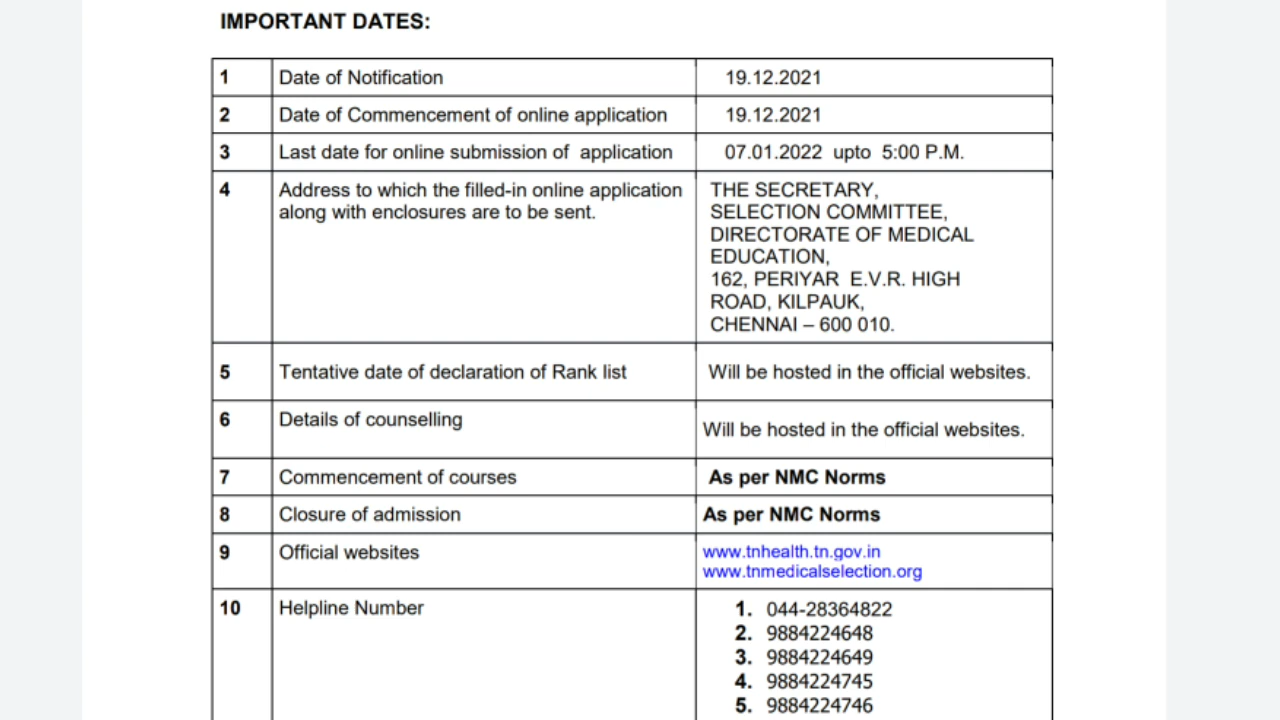 IMPORTANT DATES:
1 Date of Notification 19.12.2021
2 Date of Commencement of online application 19.12.2021
3 Last date for online submission of application 07.01.2022 upto 5:00 P.M.
4 Address to which the filled-in online application
along with enclosures are to be sent.
THE SECRETARY,
SELECTION COMMITTEE,
DIRECTORATE OF MEDICAL
EDUCATION,
162, PERIYAR E.V.R. HIGH
ROAD, KILPAUK,
CHENNAI – 600 010.
5 Tentative date of declaration of Rank list Will be hosted in the official websites.
6 Details of counselling Will be hosted in the official websites.
7 Commencement of courses As per NMC Norms
8 Closure of admission As per NMC Norms
9 Official websites www.tnhealth.tn.gov.in
www.tnmedicalselection.org
10 Helpline Number 1. 044-28364822
2. 9884224648
3. 9884224649
4. 9884224745
5. 9884224746